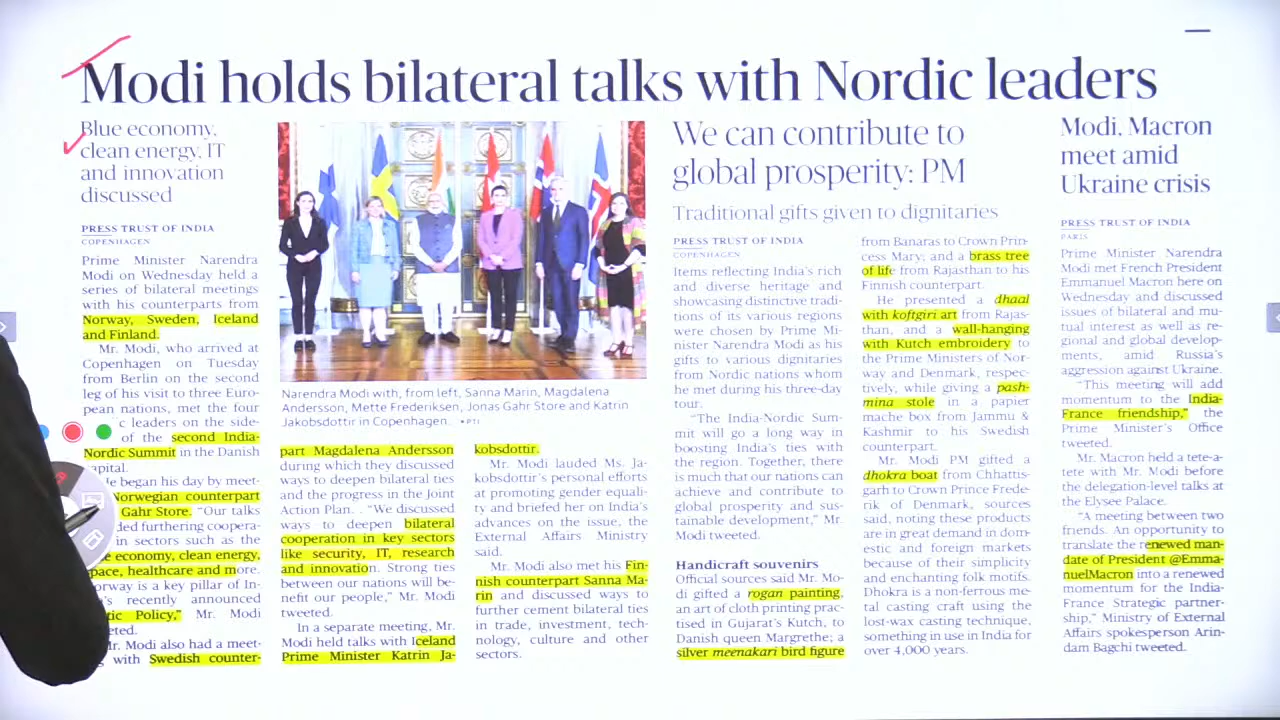 Modi holds bilateral talks with Nordic leaders
Blue economy,
clean energy, IT
and innovation
discussed
PRESS TRUST OF INDIA
COPENHAGEN
Prime Minister Narendra
Modi on Wednesday held a
series of bilateral meetings
with his counterparts from
Norway, Sweden, Iceland
and Finland.
Mr. Modi, who arrived at
Copenhagen on Tuesday
from Berlin on the second
leg of his visit to three Euro-
pean nations, met the four
c leaders on the side-
of the second India-
Nordic Summit in the Danish
capital.
He began his day by meet-
Norwegian counterpart
Gahr Store. “Our talks
ded furthering coopera-
in sectors such as the
economy, clean energy,
space, healthcare and more.
Norway is a key pillar of In-
recently announced
tic Policy,” Mr. Modi
eted.
Mr. Modi also had a meet-
with Swedish counter-
Narendra Modi with, from left, Sanna Marin, Magdalena
Andersson, Mette Frederiksen, Jonas Gahr Store and Katrin
Jakobsdottir in Copenhagen. •PTI
part Magdalena Andersson
during which they discussed
ways to deepen bilateral ties
and the progress in the Joint
Action Plan. . “We discussed
ways to deepen bilateral
cooperation in key sectors
like security, IT, research
and innovation. Strong ties
between our nations will be-
nefit our people,” Mr. Modi
tweeted.
In a separate meeting, Mr.
Modi held talks with Iceland
Prime Minister Katrin Ja-
kobsdottir.
Mr. Modi lauded Ms. Ja-
kobsdottir's personal efforts
at promoting gender equali-
ty and briefed her on India's
advances on the issue, the
External Affairs Ministry
said.
Mr. Modi also met his Fin-
nish counterpart Sanna Ma-
rin and discussed ways to
further cement bilateral ties
in trade, investment, tech-
nology, culture and other
sectors.
We can contribute to
global prosperity: PM
Traditional gifts given to dignitaries
PRESS TRUST OF INDIA
COPENHAGEN
Items reflecting India's rich
and diverse heritage and
showcasing distinctive tradi-
tions of its various regions
were chosen by Prime Mi-
nister Narendra Modi as his
gifts to various dignitaries
from Nordic nations whom
he met during his three-day
tour.
“The India-Nordic Sum-
mit will go a long way in
boosting India's ties with
the region. Together, there
is much that our nations can
achieve and contribute to
global prosperity and sus-
tainable development,” Mr.
Modi tweeted.
Handicraft souvenirs
Official sources said Mr. Mo-
di gifted a rogan painting,
an art of cloth printing prac-
tised in Gujarat's Kutch, to
Danish queen Margrethe; a
silver meenakari bird figure
from Banaras to Crown Prin-
cess Mary; and a brass tree
of life from Rajasthan to his
Finnish counterpart.
He presented a dhaal
with koftgiri art from Rajas-
than, and a wall-hanging
with Kutch embroidery to
the Prime Ministers of Nor-
way and Denmark, respec-
tively, while giving a pash-
mina stole in a papier
mache box from Jammu &
Kashmir to his Swedish
counterpart.
Mr. Modi PM gifted a
dhokra boat from Chhattis-
garh to Crown Prince Frede-
rik of Denmark, sources
said, noting these products
are in great demand in dom-
estic and foreign markets
because of their simplicity
and enchanting folk motifs.
Dhokra is a non-ferrous me-
tal casting craft using the
lost-wax casting technique,
something in use in India for
over 4,000 years.
Modi, Macron
meet amid
Ukraine crisis
PRESS TRUST OF INDIA
PARIS
Prime Minister Narendra
Modi met French President
Emmanuel Macron here on
Wednesday and discussed
issues of bilateral and mu-
tual interest as well as re-
gional and global develop-
ments, amid Russia's
aggression against Ukraine.
“This meeting will add
momentum to the India-
France friendship,” the
Prime Minister's Office
tweeted.
Mr. Macron held a tete-a-
tete with Mr. Modi before
the delegation-level talks at
the Elysee Palace.
“A meeting between two
friends. An opportunity to
translate the renewed man-
date of President @Emma-
nuelMacron into a renewed
momentum for the India-
France Strategic partner-
ship,” Ministry of External
Affairs spokesperson Arin-
dam Bagchi tweeted.